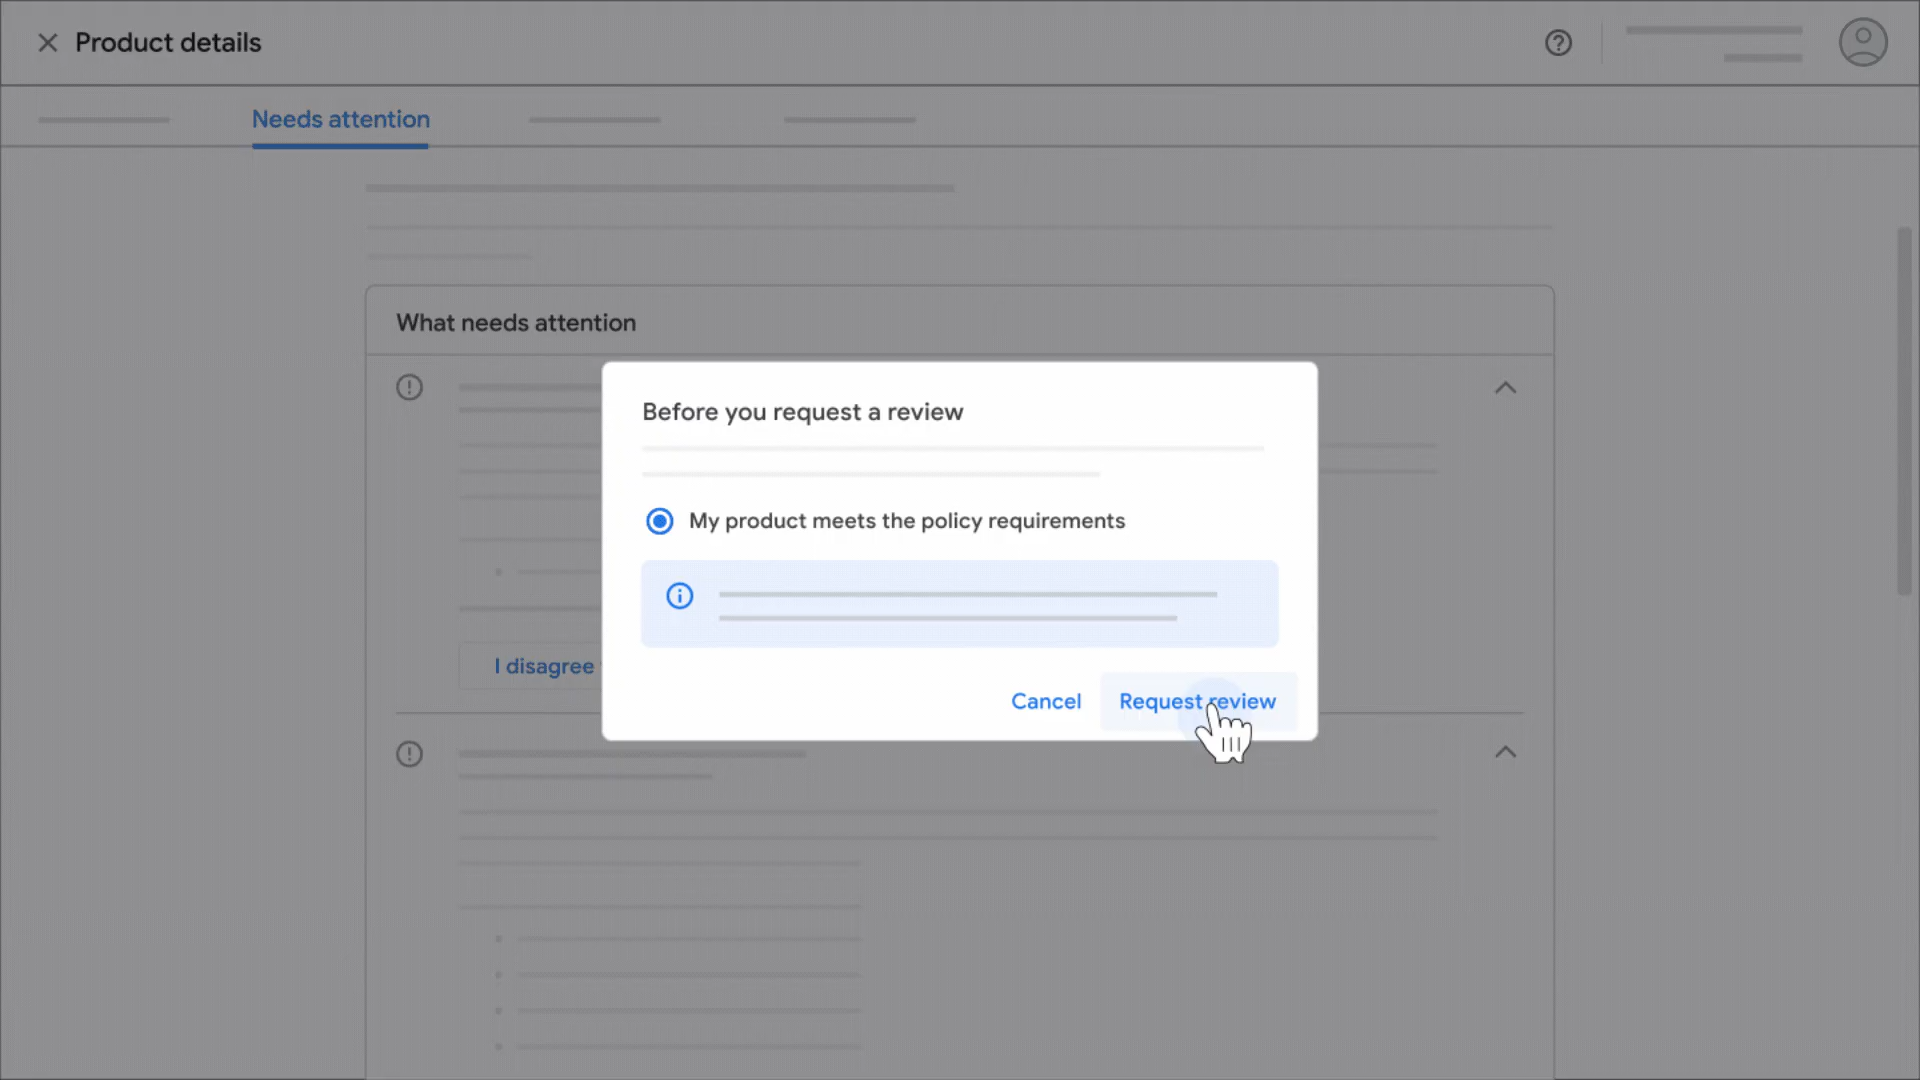 Product details
Needs attention
What needs attention
Before you request a review
My product meets the policy requirements
I disagree
Cancel
Request review